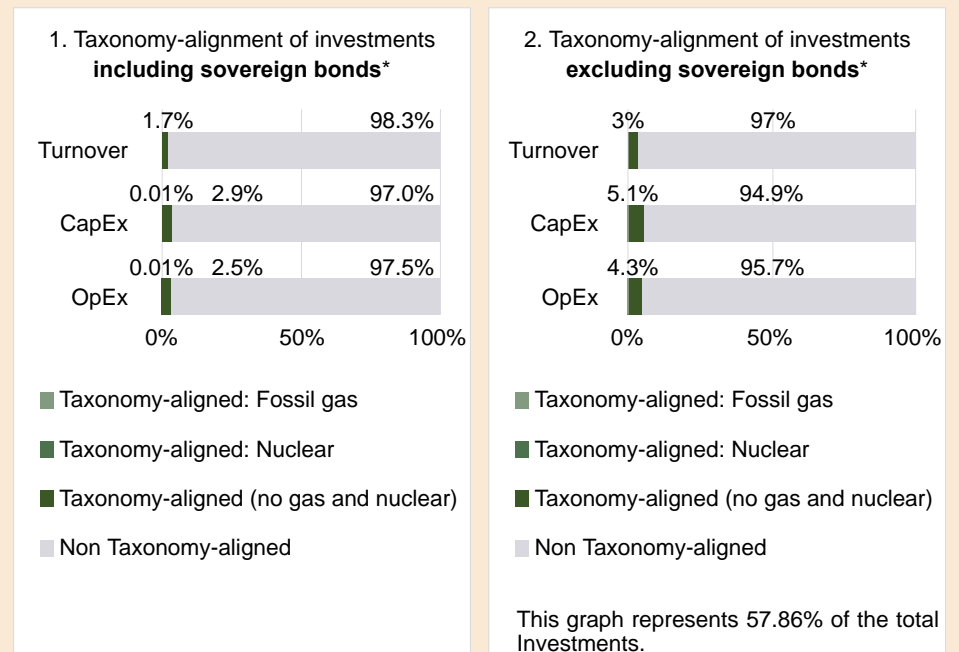 1. Taxonomy-alignment of investments
including sovereign bonds*
1.7% 98.3%
Turnover
0.01% 2.9% 97.0%
CapEx
0.01% 2.5% 97.5%
OpEx
0% 50% 100%
Taxonomy-aligned: Fossil gas
Taxonomy-aligned: Nuclear
Taxonomy-aligned (no gas and nuclear)
Non Taxonomy-aligned
2. Taxonomy-alignment of investments
excluding sovereign bonds*
3% 97%
Turnover
5.1% 94.9%
CapEx
4.3% 95.7%
OpEx
0% 50% 100%
Taxonomy-aligned: Fossil gas
Taxonomy-aligned: Nuclear
Taxonomy-aligned (no gas and nuclear)
Non Taxonomy-aligned
This graph represents 57.86% of the total
Investments.